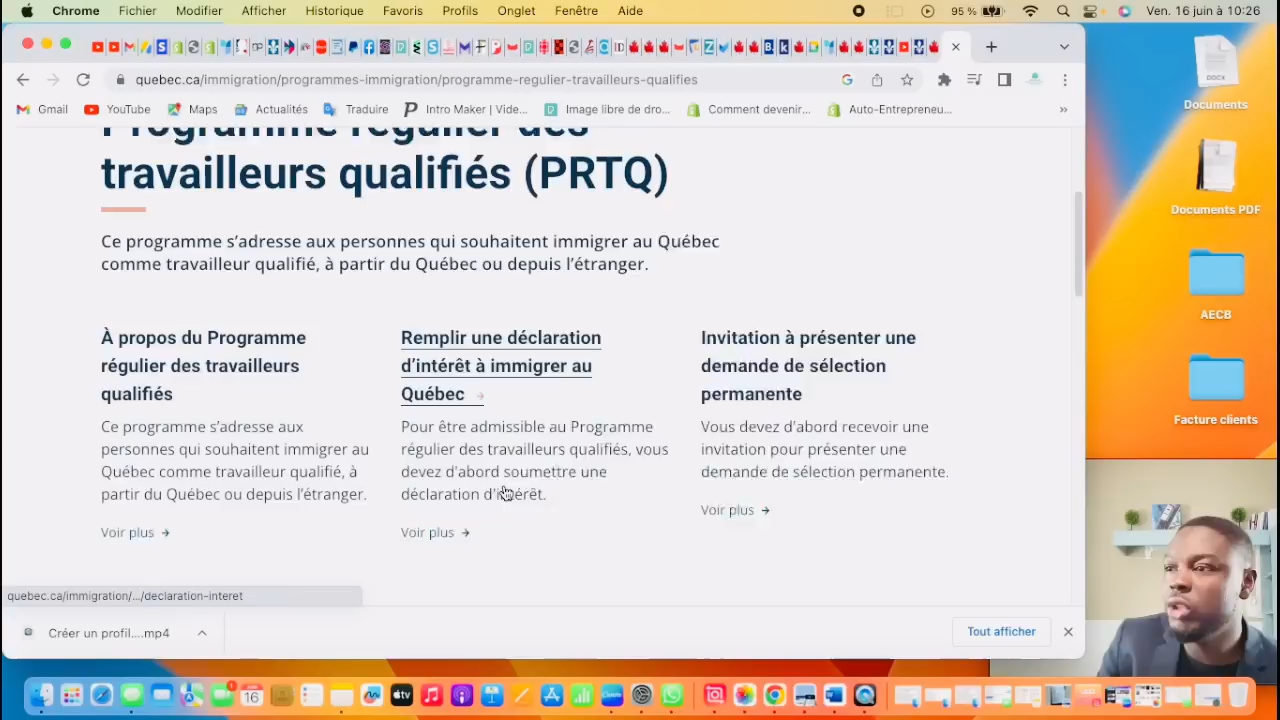 Chrome Fichier Modifier Afficher Historique Favoris Profils Onglet Fenêtre Aide 95 % Ven. 16 juin à 10:26
quebec.ca/immigration/programmes-immigration/programme-regulier-travailleurs-qualifies
Gmail YouTube Maps Actualités Traduire Intro Maker | Vide... Image libre de dro... Comment devenir... Auto-Entrepreneu... »
Programme régulier des
travailleurs qualifiés (PRTQ)
Ce programme s’adresse aux personnes qui souhaitent immigrer au Québec
comme travailleur qualifié, à partir du Québec ou depuis l’étranger.
À propos du Programme
régulier des travailleurs
qualifiés
Ce programme s’adresse aux
personnes qui souhaitent immigrer au
Québec comme travailleur qualifié, à
partir du Québec ou depuis l’étranger.
Voir plus →
Remplir une déclaration
d’intérêt à immigrer au
Québec →
Pour être admissible au Programme
régulier des travailleurs qualifiés, vous
devez d’abord soumettre une
déclaration d’intérêt.
Voir plus →
Invitation à présenter une
demande de sélection
permanente
Vous devez d’abord recevoir une
invitation pour présenter une
demande de sélection permanente.
Voir plus →
quebec.ca/immigration/.../declaration-interet
Créer un profil....mp4
Tout afficher
DOCX
Documents
Documents PDF
AECB
Facture clients
tv
16